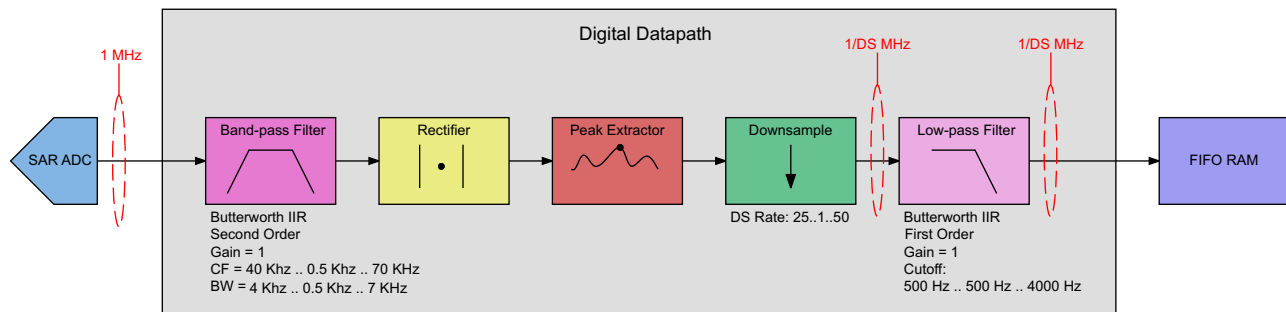 Digital Datapath
1 MHz
1/DS MHz
1/DS MHz
SAR ADC
Band-pass Filter
Rectifier
Peak Extractor
Downsample
Low-pass Filter
FIFO RAM
Butterworth IIR
Second Order
Gain = 1
CF = 40 Khz .. 0.5 Khz .. 70 KHz
BW = 4 Khz .. 0.5 Khz .. 7 KHz
DS Rate: 25..1..50
Butterworth IIR
First Order
Gain = 1
Cutoff:
500 Hz .. 500 Hz .. 4000 Hz